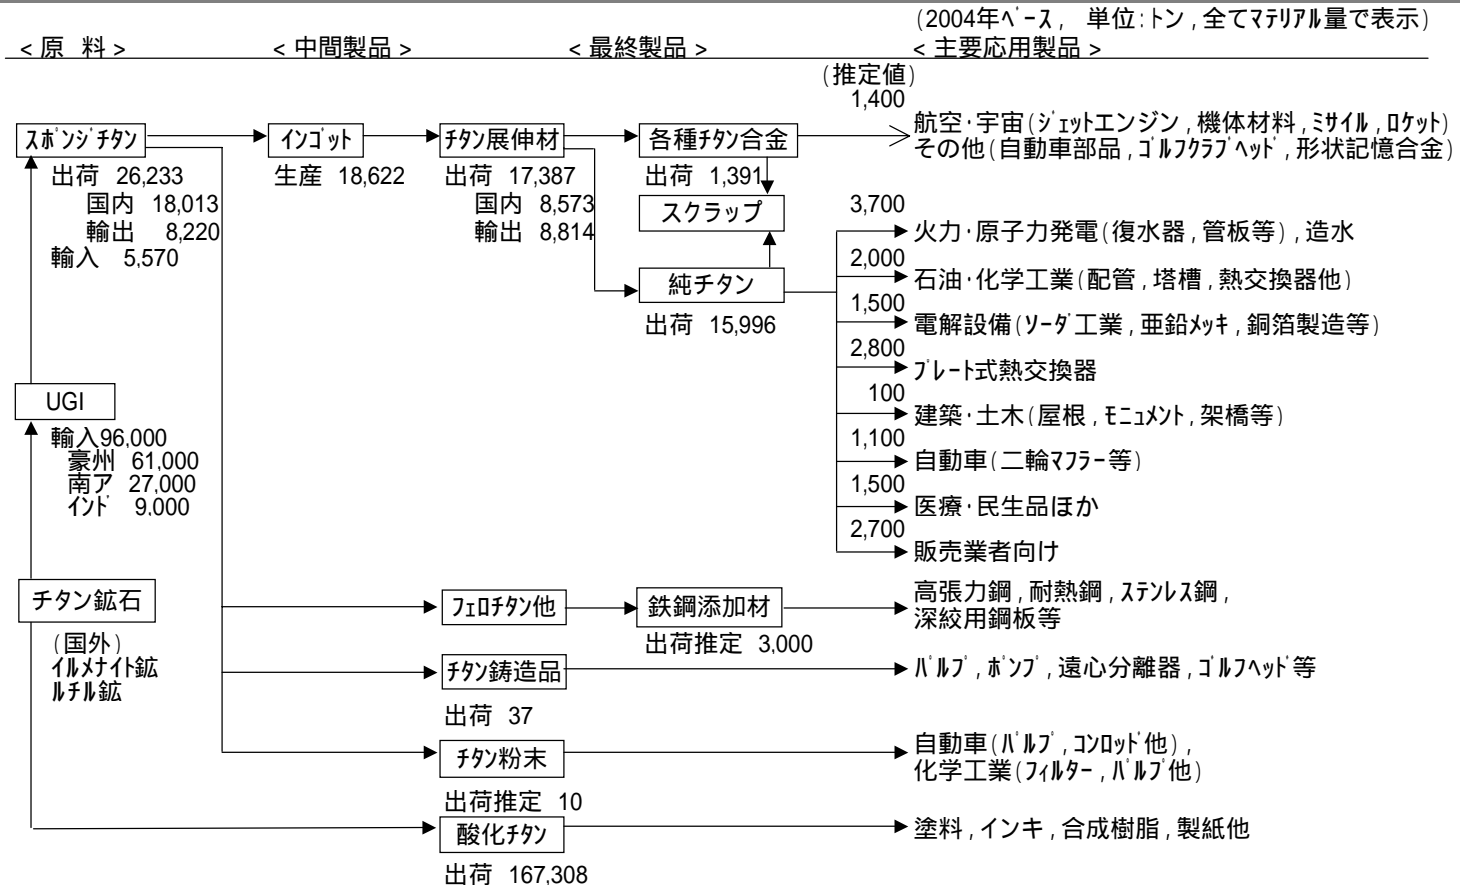 (2004年ベース, 単位:トン,全てマテリアル量で表示)
<原 料> <中間製品> <最終製品> <主要応用製品>
(推定値)
1,400
スポンジチタン インゴット チタン展伸材 各種チタン合金
航空・宇宙(ジェットエンジン,機体材料,ミサイル,ロケット)
その他(自動車部品,ゴルフクラブヘッド,形状記憶合金)
出荷 26,233 生産 18,622 出荷 17,387 出荷 1,391
国内 18,013 国内 8,573
スクラップ
輸出 8,220 輸出 8,814
輸入 5,570
3,700
火力・原子力発電(復水器,管板等),造水
2,000
純チタン
石油・化学工業(配管,塔槽,熱交換器他)
1,500
出荷 15,996
電解設備(ソーダ工業,亜鉛メッキ,銅箔製造等)
2,800
プレート式熱交換器
100
UGI
建築・土木(屋根,モニュメント,架橋等)
輸入96,000
1,100
豪州 61,000
自動車(二輪マフラー等)
南ア 27,000
1,500
インド 9.000
医療・民生品ほか
2,700
販売業者向け
チタン鉱石 フェロチタン他 鉄鋼添加材
高張力鋼,耐熱鋼,ステンレス鋼,
深絞用鋼板等
(国外)
出荷推定 3,000
イルメナイト鉱
ルチル鉱
チタン鋳造品
バルブ,ポンプ,遠心分離器,ゴルフヘッド等
出荷 37
チタン粉末
自動車(バルブ,コンロッド他),
化学工業(フィルター,バルブ他)
出荷推定 10
酸化チタン
塗料,インキ,合成樹脂,製紙他
出荷 167,308